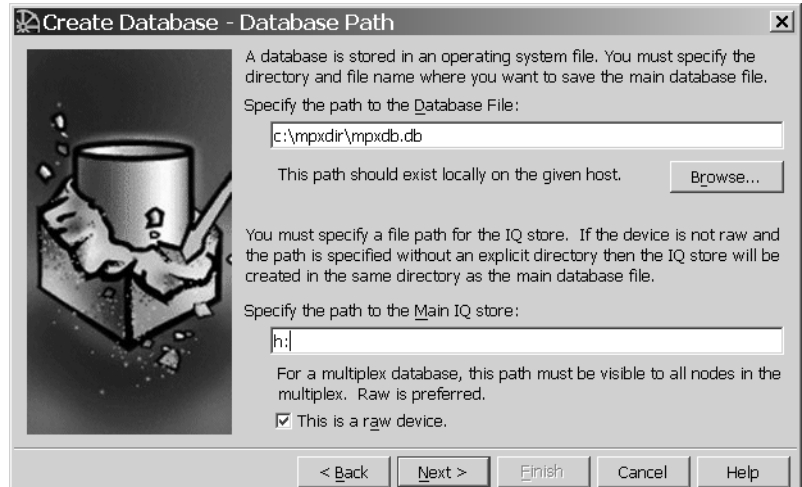 Create Database - Database Path
A database is stored in an operating system file. You must specify the
directory and file name where you want to save the main database file.
Specify the path to the Database File:
c:\mpxdir\mpxdb.db
This path should exist locally on the given host.
Browse...
You must specify a file path for the IQ store. If the device is not raw and
the path is specified without an explicit directory then the IQ store will be
created in the same directory as the main database file.
Specify the path to the Main IQ store:
h:
For a multiplex database, this path must be visible to all nodes in the
multiplex. Raw is preferred.
This is a raw device.
< Back Next > Finish Cancel Help